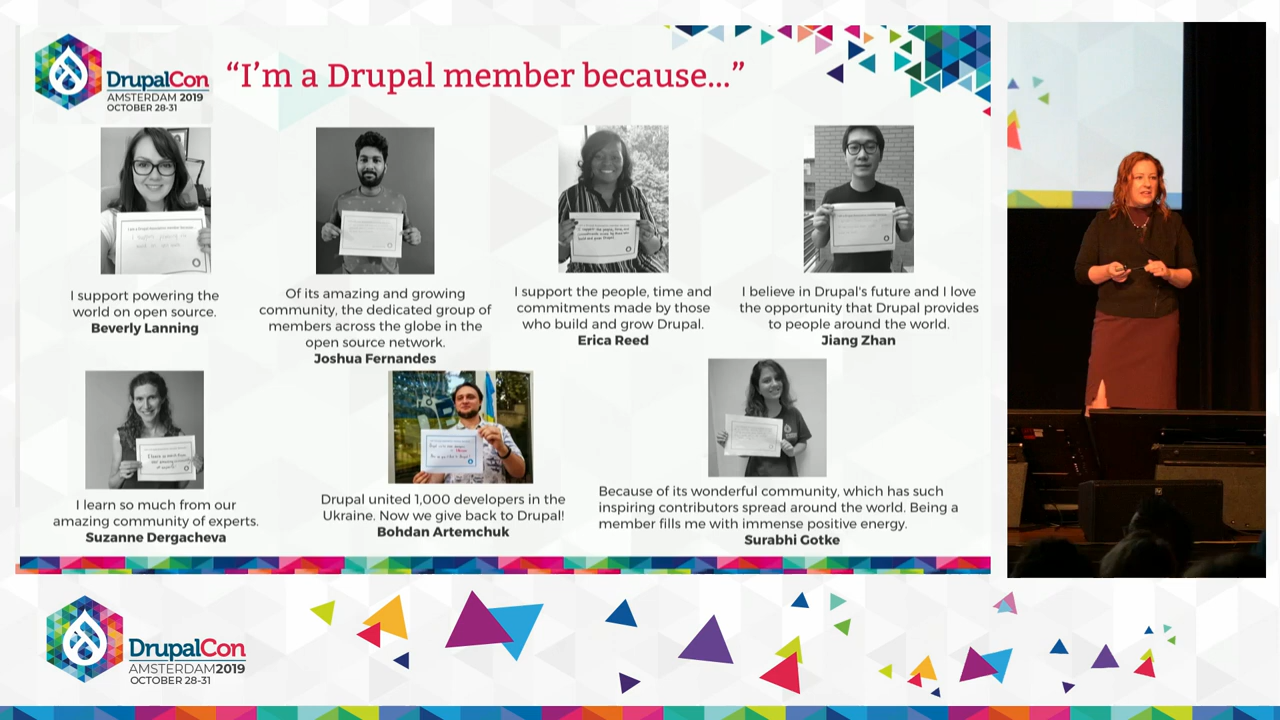 DrupalCon
AMSTERDAM 2019
OCTOBER 28-31
“I’m a Drupal member because...”
I support powering the
world on open source.
Beverly Lanning
Of its amazing and growing
community, the dedicated group of
members across the globe in the
open source network.
Joshua Fernandes
I support the people, time and
commitments made by those
who build and grow Drupal.
Erica Reed
I believe in Drupal's future and I love
the opportunity that Drupal provides
to people around the world.
Jiang Zhan
I learn so much from our
amazing community of experts.
Suzanne Dergacheva
Drupal united 1,000 developers in the
Ukraine. Now we give back to Drupal!
Bohdan Artemchuk
Because of its wonderful community, which has such
inspiring contributors spread around the world. Being a
member fills me with immense positive energy.
Surabhi Gotke
DrupalCon
AMSTERDAM2019
OCTOBER 28-31